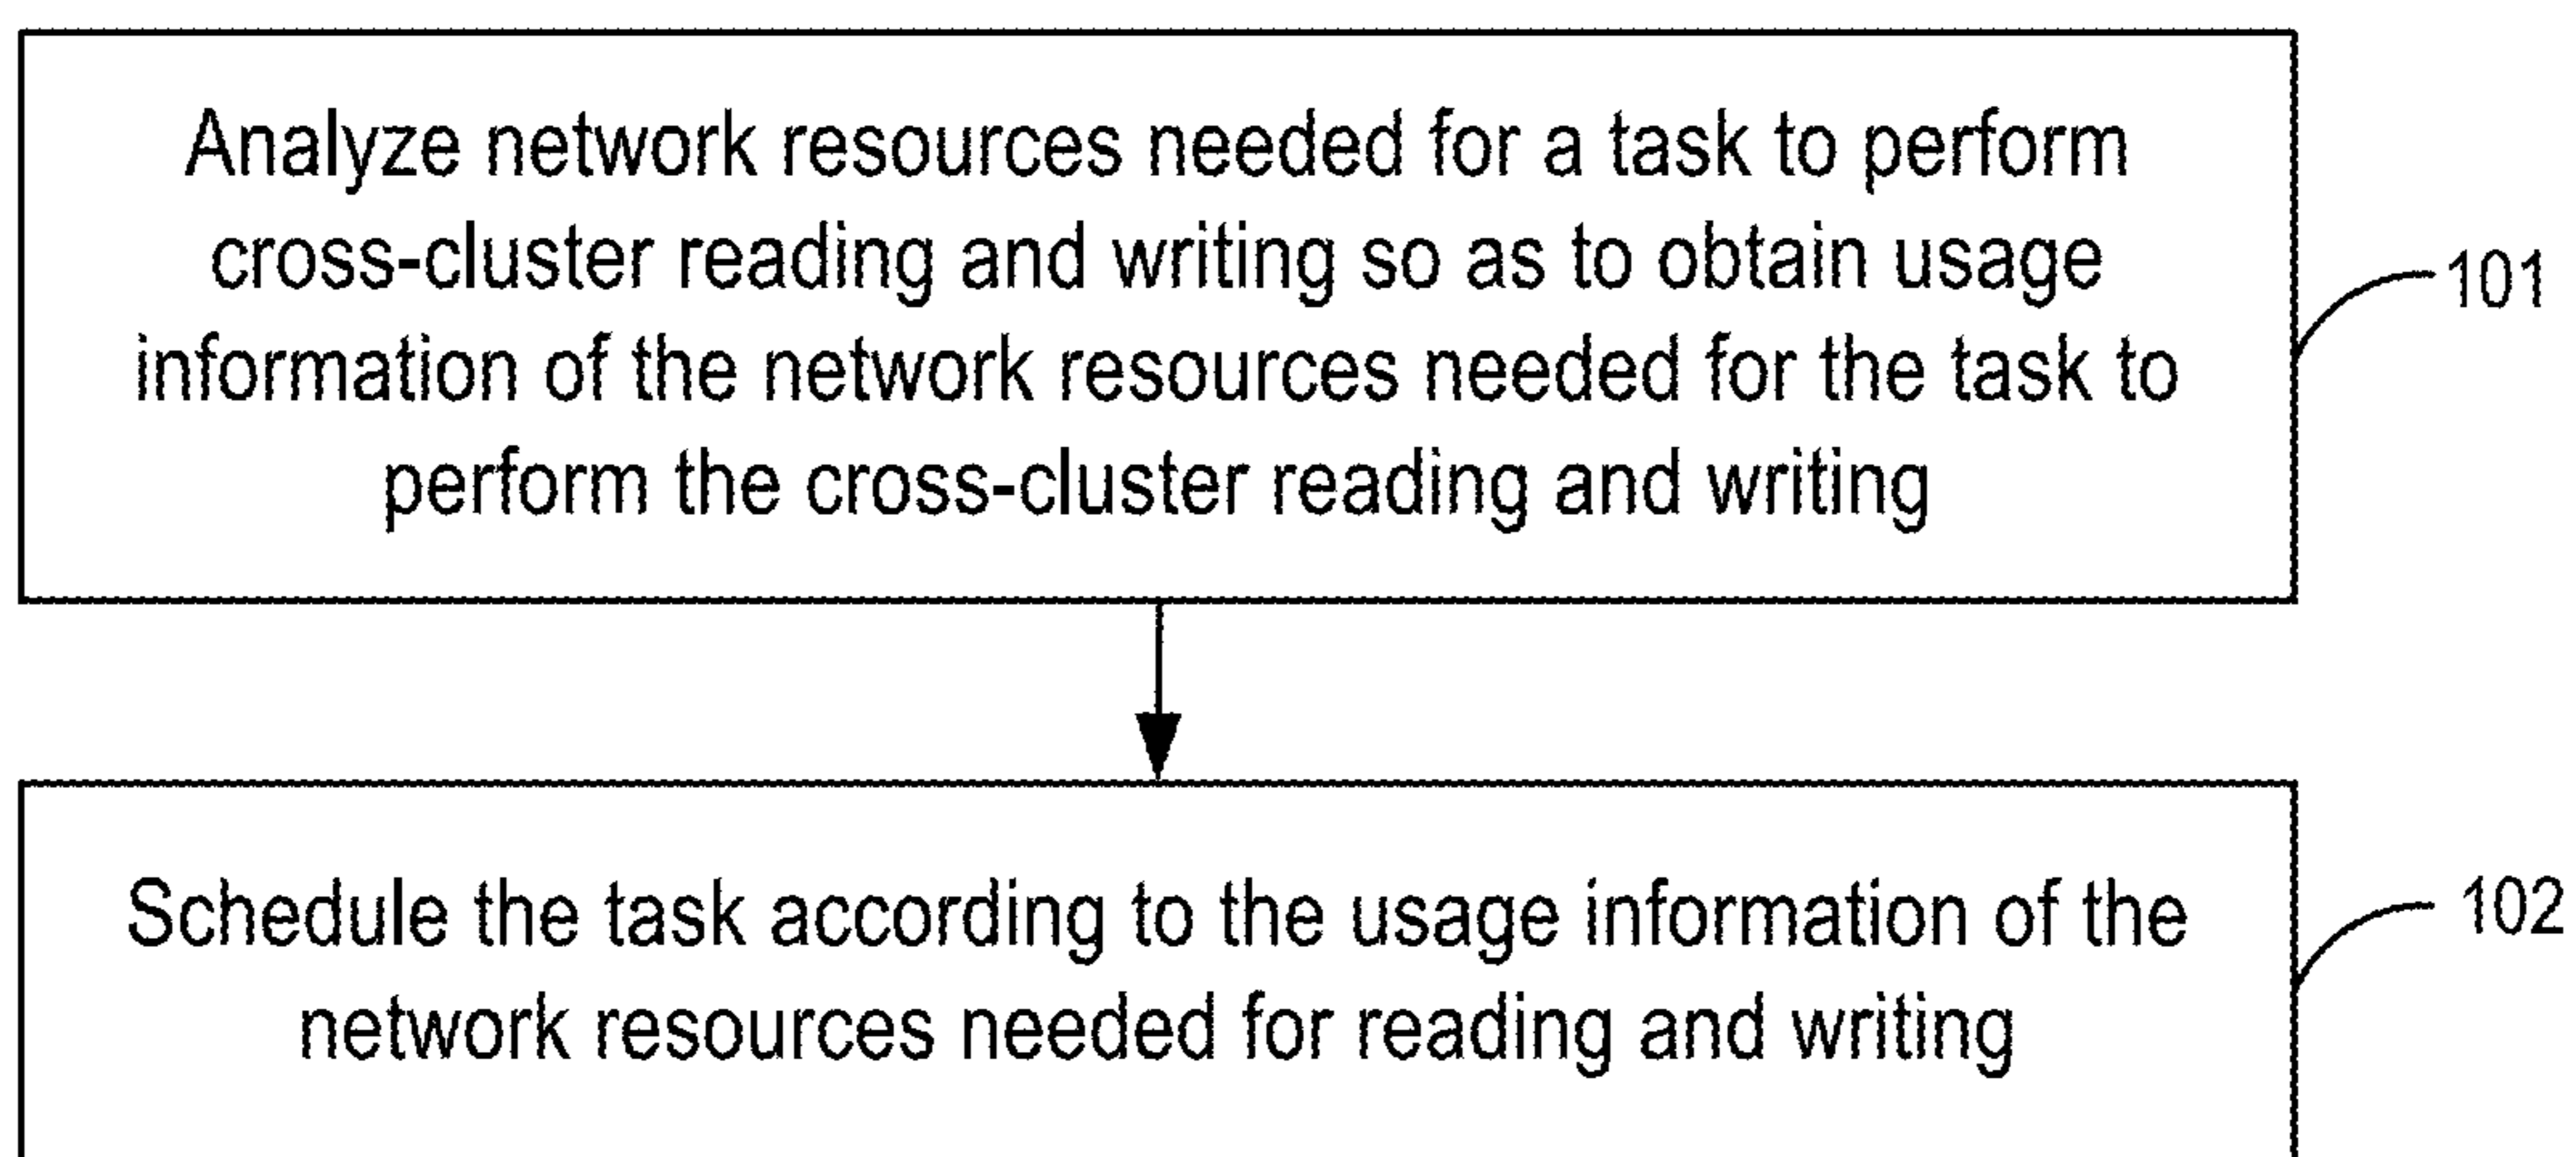 Analyze network resources needed for a task to perform
cross-cluster reading and writing so as to obtain usage
information of the network resources needed for the task to
perform the cross-cluster reading and writing
101
Schedule the task according to the usage information of the
network resources needed for reading and writing
102